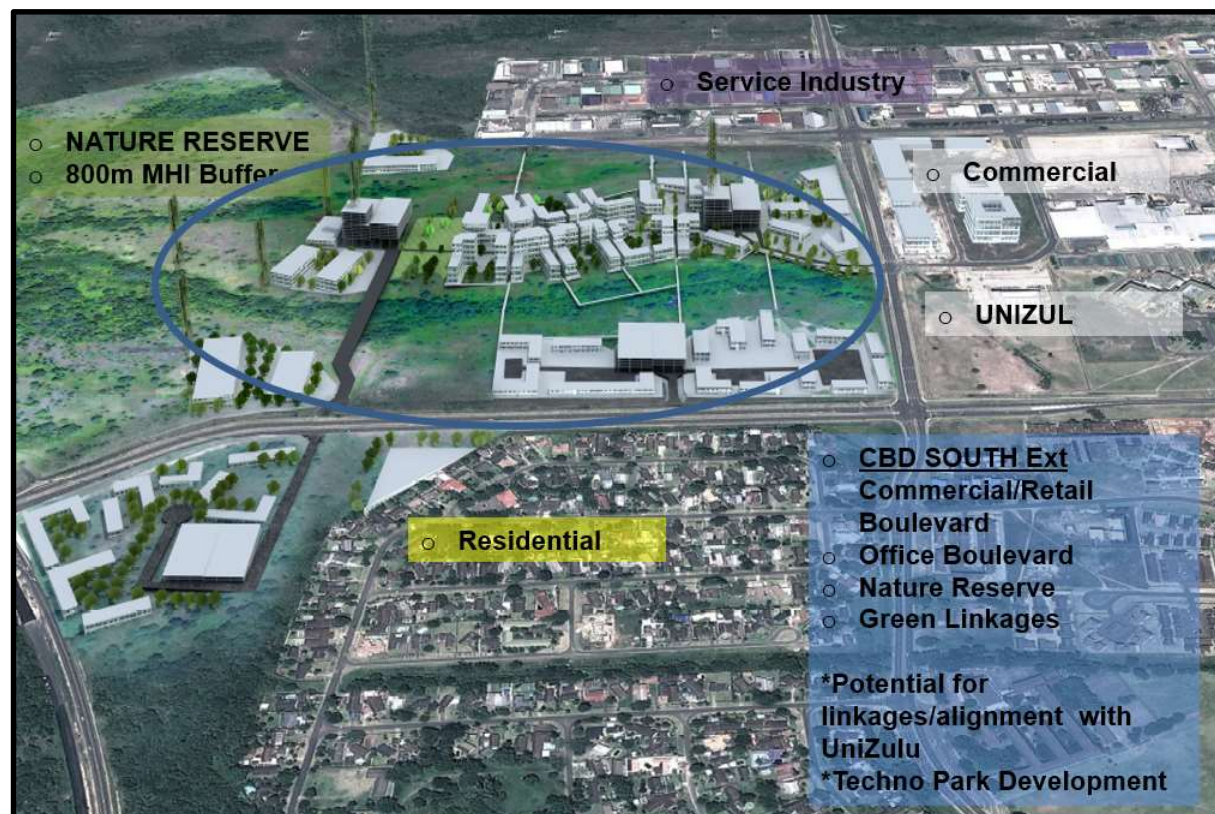 o Service Industry
o NATURE RESERVE
o 800m MHI Buffer
o Commercial
o UNIZUL
o CBD SOUTH Ext
Commercial/Retail
Boulevard
o Office Boulevard
o Nature Reserve
o Green Linkages
*Potential for
linkages/alignment with
UniZulu
*Techno Park Development
o Residential